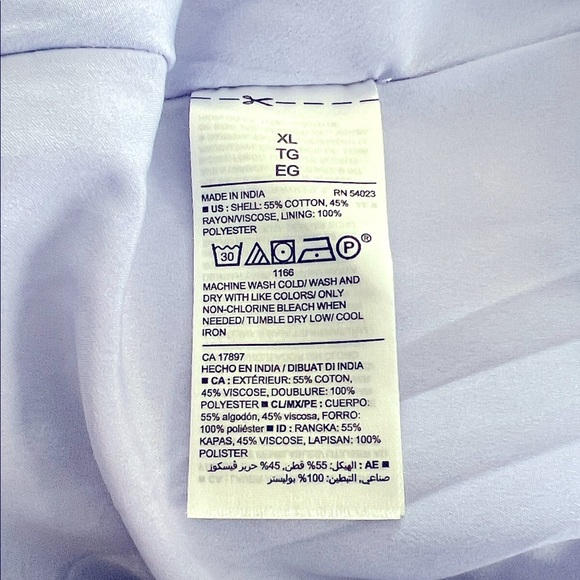 XL
TG
EG
MADE IN INDIA RN 54023
■ US : SHELL: 55% COTTON, 45%
RAYON/VISCOSE, LINING: 100%
POLYESTER
30 P ®
1166
MACHINE WASH COLD/ WASH AND
DRY WITH LIKE COLORS/ ONLY
NON-CHLORINE BLEACH WHEN
NEEDED/ TUMBLE DRY LOW/ COOL
IRON
CA 17897
HECHO EN INDIA / DIBUAT DI INDIA
■ CA : EXTÉRIEUR: 55% COTON,
45% VISCOSE, DOUBLURE: 100%
POLYESTER ■ CL/MX/PE : CUERPO:
55% algodón, 45% viscosa, FORRO:
100% poliéster ■ ID : RANGKA: 55%
KAPAS, 45% VISCOSE, LAPISAN: 100%
POLISTER
■ AE : الهيكل: 55% قطن, 45% حرير ڤيسكوز
صناعي, التبطين: 100% بوليستر